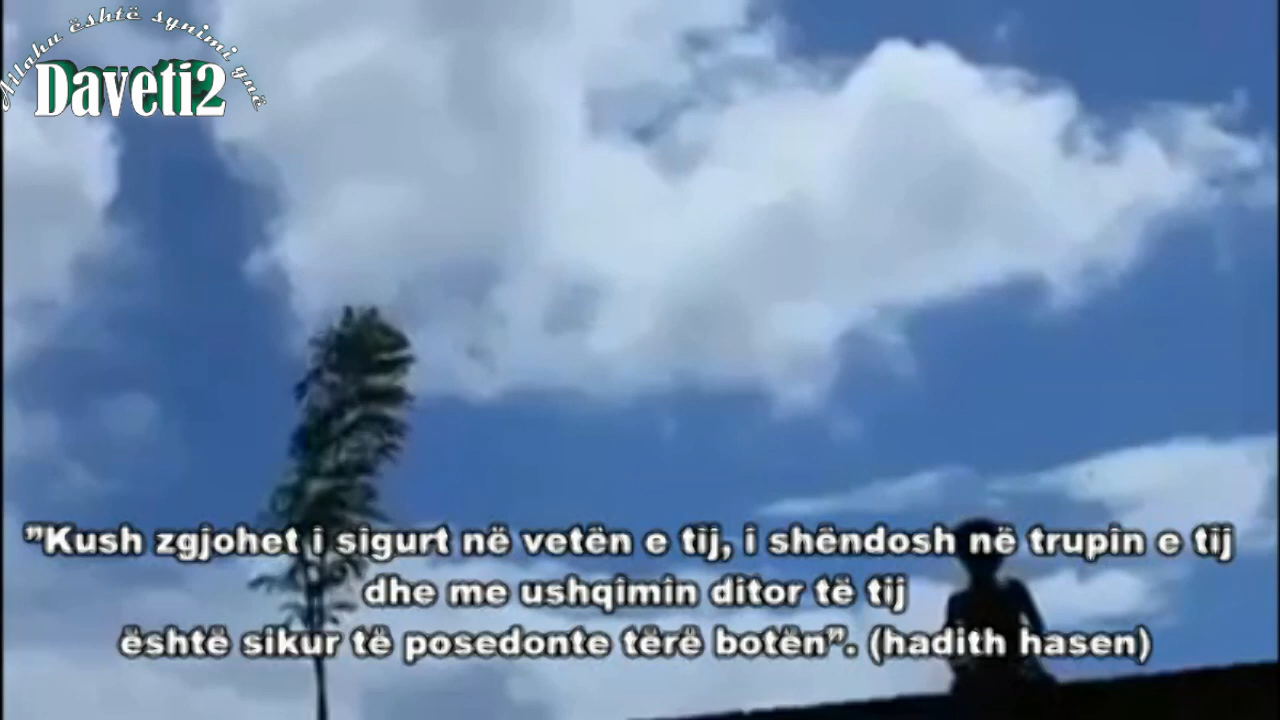 Allahu është synimi ynë
Daveti2
”Kush zgjohet i sigurt në vetën e tij, i shëndosh në trupin e tij
dhe me ushqimin ditor të tij
është sikur të posedonte tërë botën”. (hadith hasen)